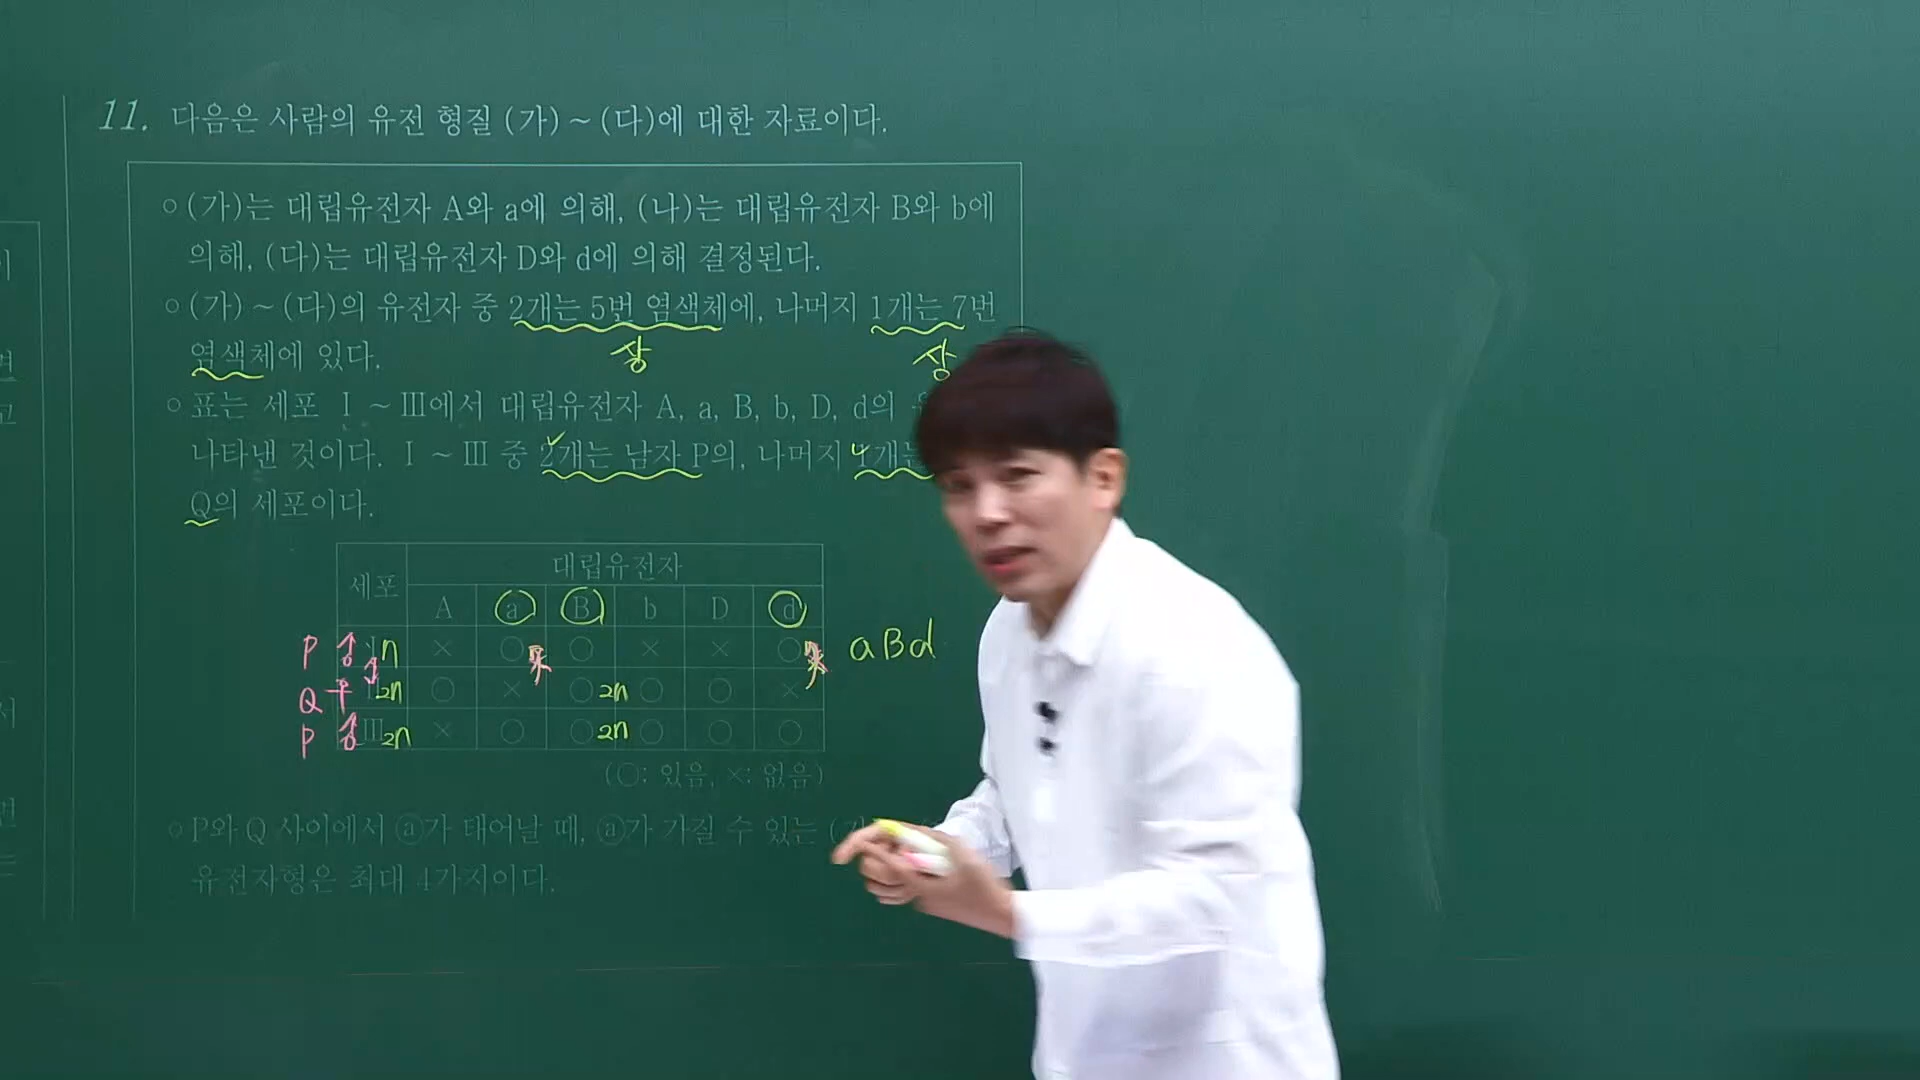 11. 다음은 사람의 유전 형질 (가) ~ (다)에 대한 자료이다.
○ (가)는 대립유전자 A와 a에 의해, (나)는 대립유전자 B와 b에
의해, (다)는 대립유전자 D와 d에 의해 결정된다.
○ (가) ~ (다)의 유전자 중 2개는 5번 염색체에, 나머지 1개는 7번
상 상
염색체에 있다.
○ 표는 세포 Ⅰ ~ Ⅲ에서 대립유전자 A, a, B, b, D, d의
나타낸 것이다. Ⅰ ~ Ⅲ 중 2개는 남자 P의, 나머지 1개는
Q의 세포이다.
세포 대립유전자
A a B b D d
P ♂ n × ○ ○ × × ○ aBd
Q ♀ 2n ○ × ○ 2n ○ ○ ×
P ♂ Ⅲ 2n × ○ ○ 2n ○ ○ ○
(○: 있음, ×: 없음)
○ P와 Q 사이에서 ⓐ가 태어날 때, ⓐ가 가질 수 있는
유전자형은 최대 4가지이다.